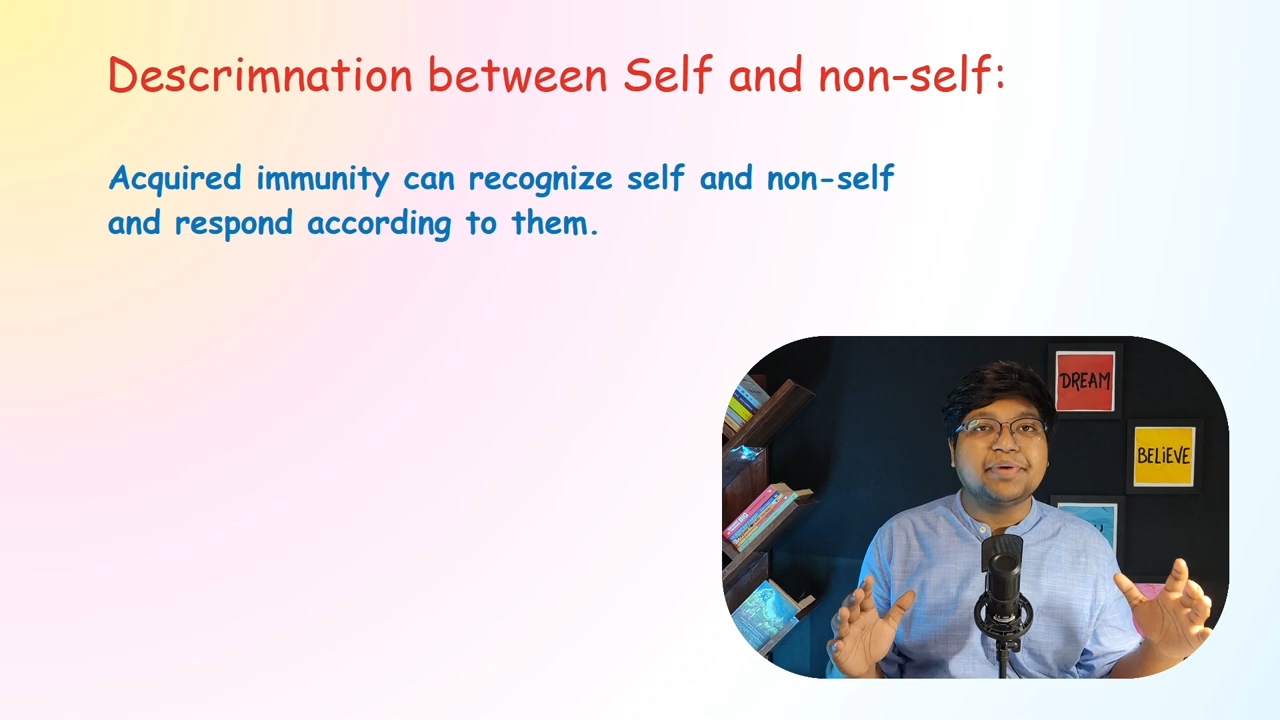 Descrimnation between Self and non-self:
Acquired immunity can recognize self and non-self
and respond according to them.
DREAM
BELiEVE